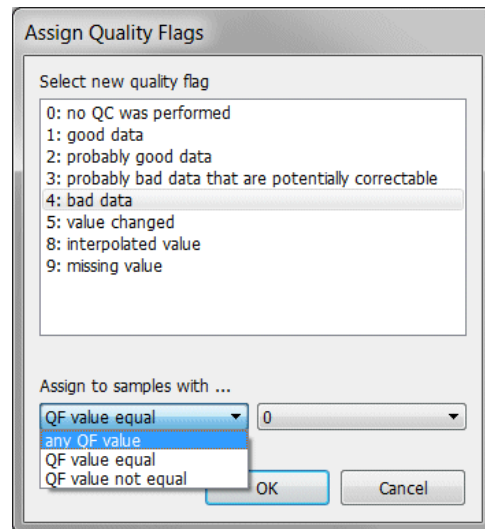 Assign Quality Flags
Select new quality flag
0: no QC was performed
1: good data
2: probably good data
3: probably bad data that are potentially correctable
4: bad data
5: value changed
8: interpolated value
9: missing value
Assign to samples with ...
QF value equal
0
any QF value
QF value equal
QF value not equal
OK
Cancel